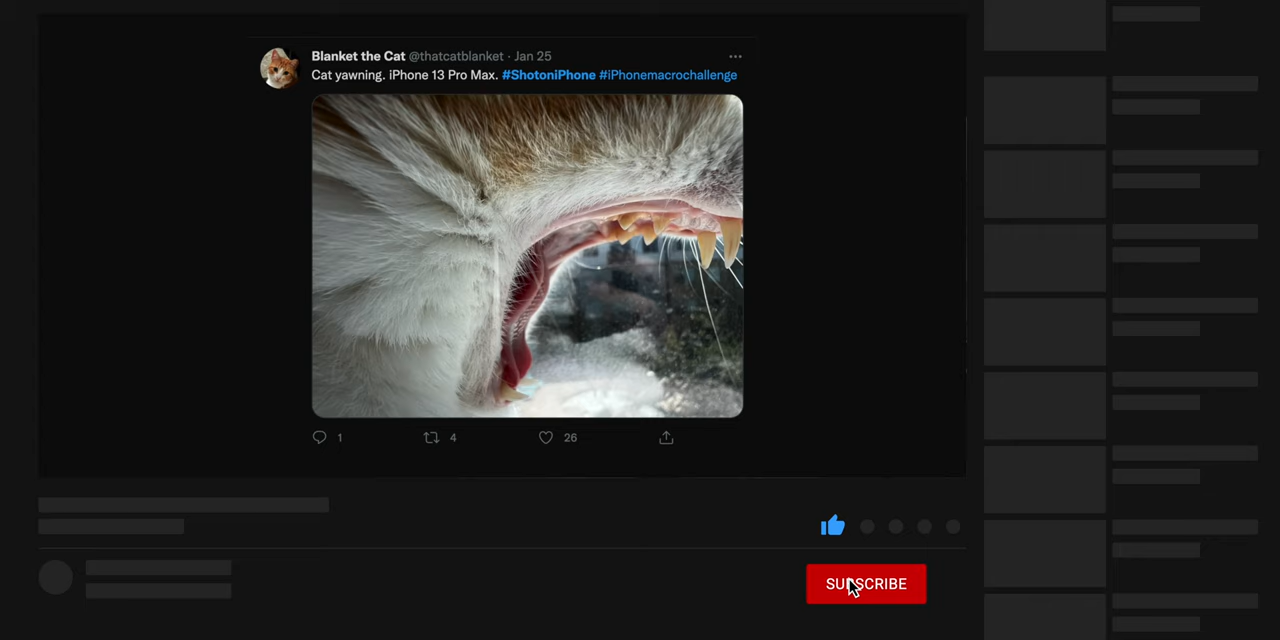 Blanket the Cat @thatcatblanket · Jan 25
Cat yawning. iPhone 13 Pro Max. #ShotoniPhone #iPhonemacrochallenge
1 4 26
SUBSCRIBE